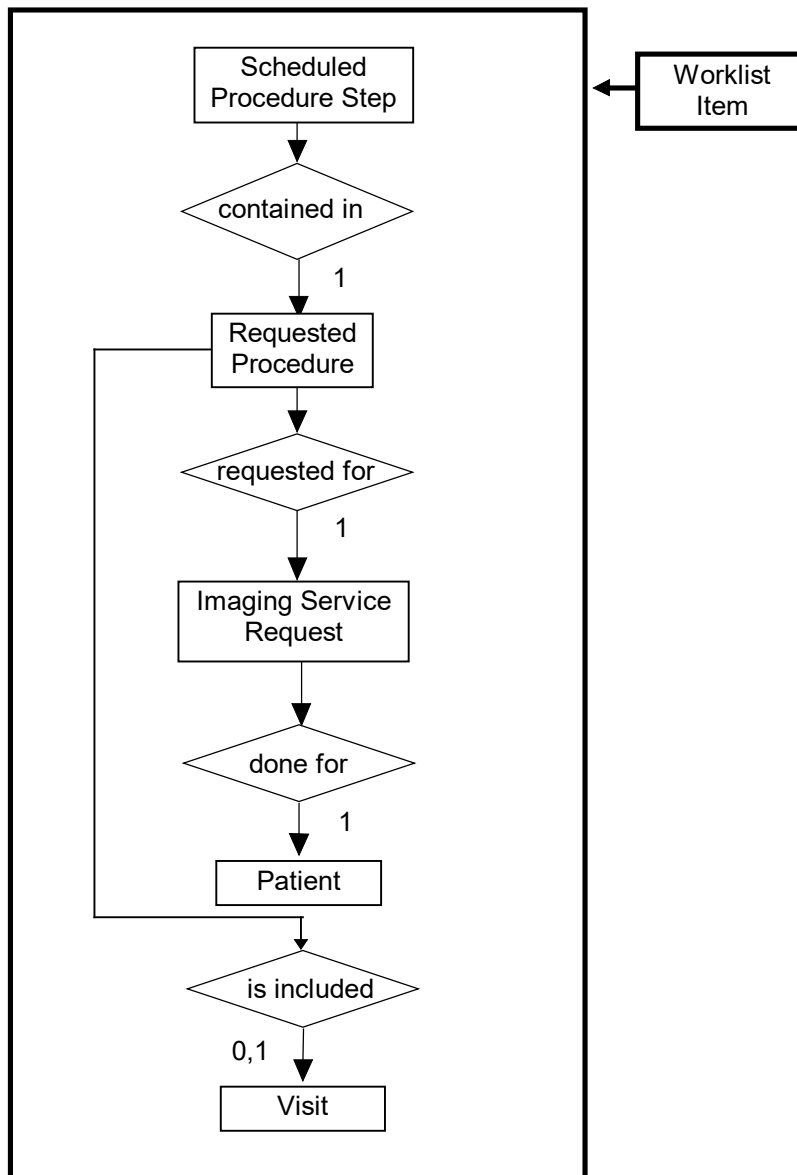 Scheduled
Procedure Step
Worklist
Item
contained in
1
Requested
Procedure
requested for
1
Imaging Service
Request
done for
1
Patient
is included
0,1
Visit